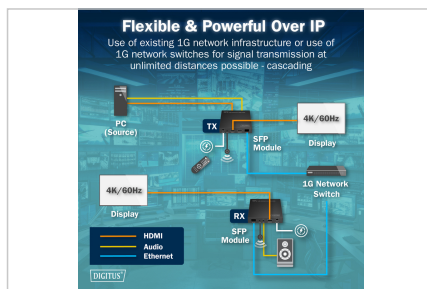 Flexible & Powerful Over IP
Use of existing 1G network infrastructure or use of
1G network switches for signal transmission at
unlimited distances possible - cascading
PC
(Source)
TX
SFP
Module
4K/60Hz
Display
1G Network
Switch
4K/60Hz
Display
RX
SFP
Module
HDMI
Audio
Ethernet
DIGITUS